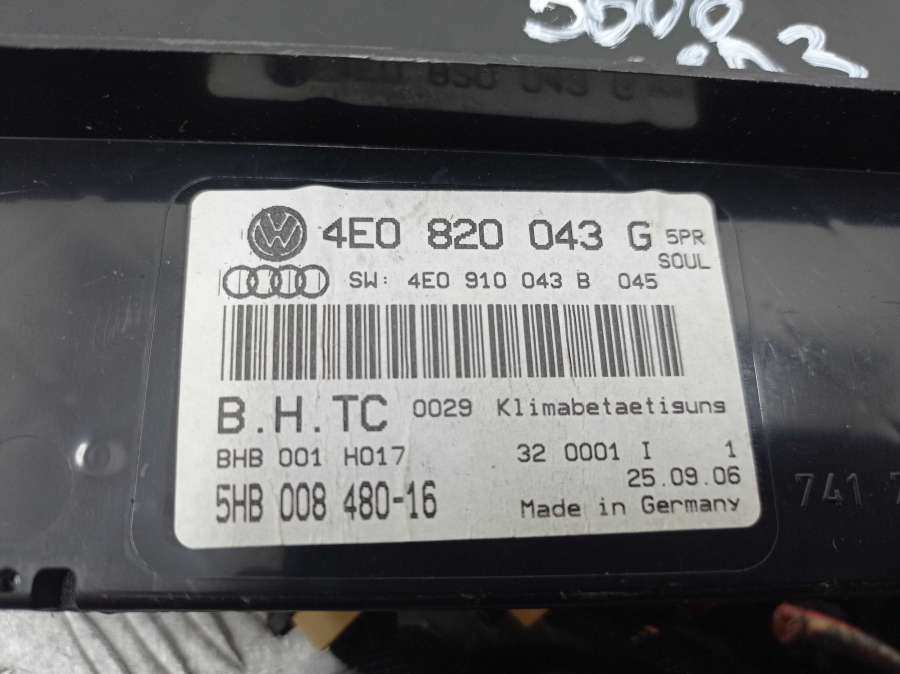 4E0 820 043 G 5PR
SOUL
SW: 4E0 910 043 B 045
B.H.TC 0029 Klimabetaetisuns
BHB 001 H017 32 0001 I 1
25.09.06
5HB 008 480-16 Made in Germany
741